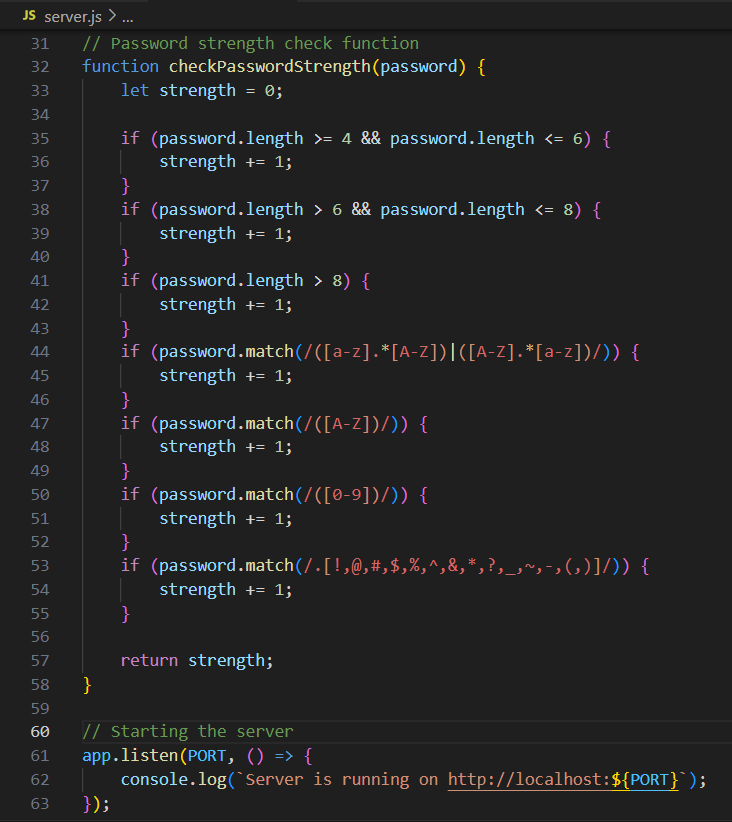 JS server.js > ...
31 // Password strength check function
32 function checkPasswordStrength(password) {
33     let strength = 0;
34
35     if (password.length >= 4 && password.length <= 6) {
36         strength += 1;
37     }
38     if (password.length > 6 && password.length <= 8) {
39         strength += 1;
40     }
41     if (password.length > 8) {
42         strength += 1;
43     }
44     if (password.match(/([a-z].*[A-Z])|([A-Z].*[a-z])/)) {
45         strength += 1;
46     }
47     if (password.match(/([A-Z])/)) {
48         strength += 1;
49     }
50     if (password.match(/([0-9])/)) {
51         strength += 1;
52     }
53     if (password.match(/.[!,@,#,$,%,^,&,*,?,_,~,-,(,)]/)) {
54         strength += 1;
55     }
56
57     return strength;
58 }
59
60 // Starting the server
61 app.listen(PORT, () => {
62     console.log(`Server is running on http://localhost:${PORT}`);
63 });